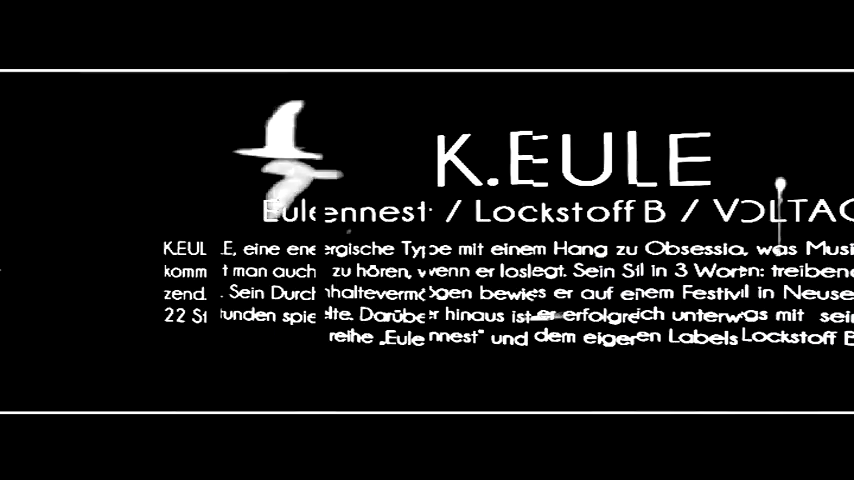 K.EULE
Eulennest / Lockstoff B / VOLTAG
K.EULE, eine energische Type mit einem Hang zu Obsessia, was Musi
kommt man auch zu hören, wenn er loslegt. Sein Stil in 3 Worten: treibend
zend. Sein Durchhaltevermögen bewies er auf einem Festival in Neuse
22 Stunden spielte. Darüber hinaus ist er erfolgreich unterwegs mit sein
reihe „Eulennest" und dem eigenen Labels Lockstoff B